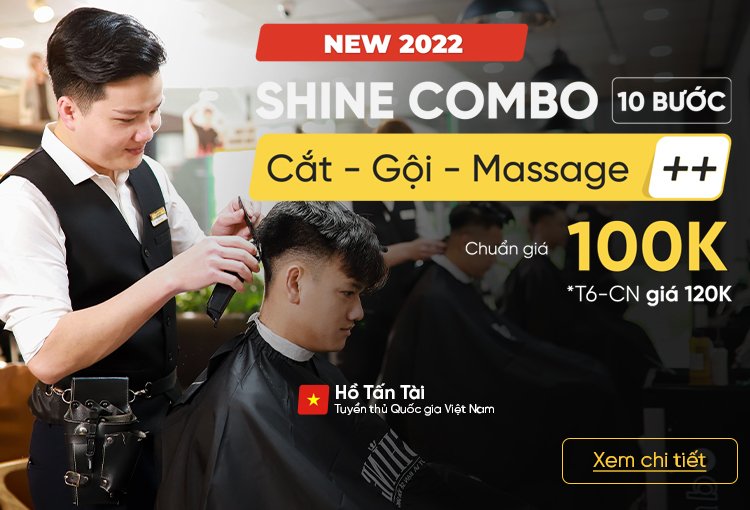 NEW 2022
SHINE COMBO 10 BƯỚC
Cắt - Gội - Massage ++
Chuẩn giá 100K
*T6-CN giá 120K
Hồ Tấn Tài
Tuyển thủ Quốc gia Việt Nam
Xem chi tiết